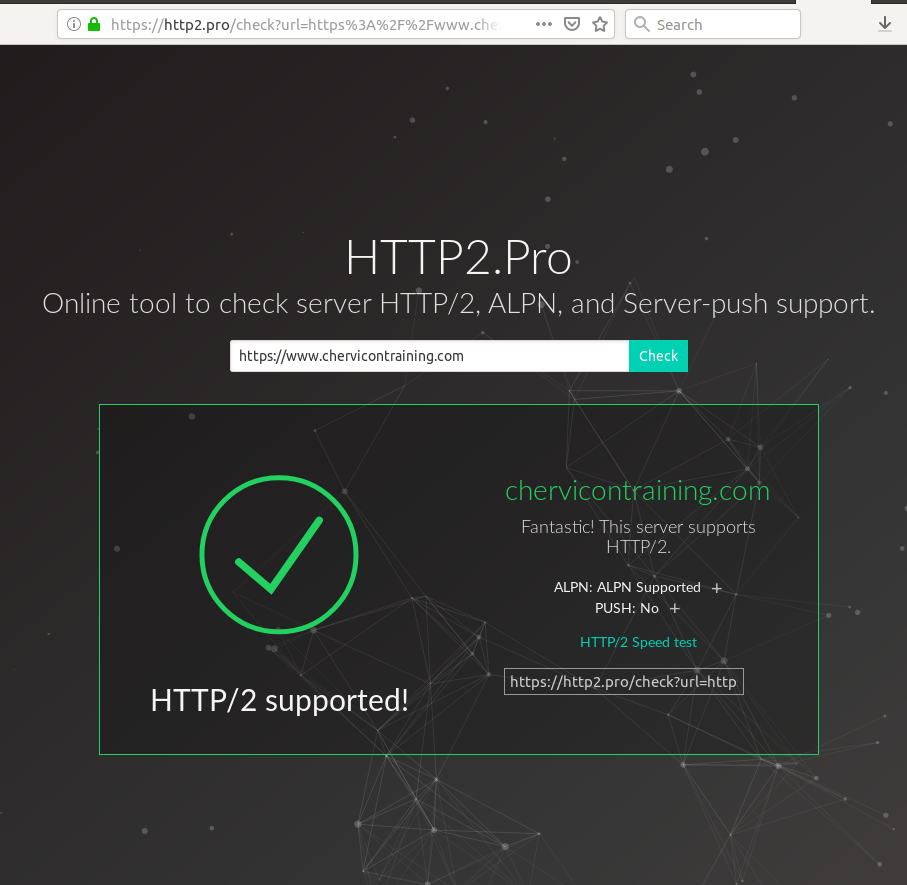 https://http2.pro/check?url=https%3A%2F%2Fwww.che
Search
HTTP2.Pro
Online tool to check server HTTP/2, ALPN, and Server-push support.
https://www.chervicontraining.com
Check
chervicontraining.com
Fantastic! This server supports
HTTP/2.
ALPN: ALPN Supported +
PUSH: No +
HTTP/2 Speed test
https://http2.pro/check?url=http
HTTP/2 supported!